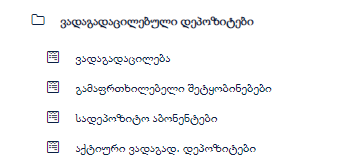 ვადაგადაცილებული დეპოზიტები
ვადაგადაცილება
გამაფრთხილებელი შეტყობინებები
სადეპოზიტო აბონენტები
აქტიური ვადაგად. დეპოზიტები